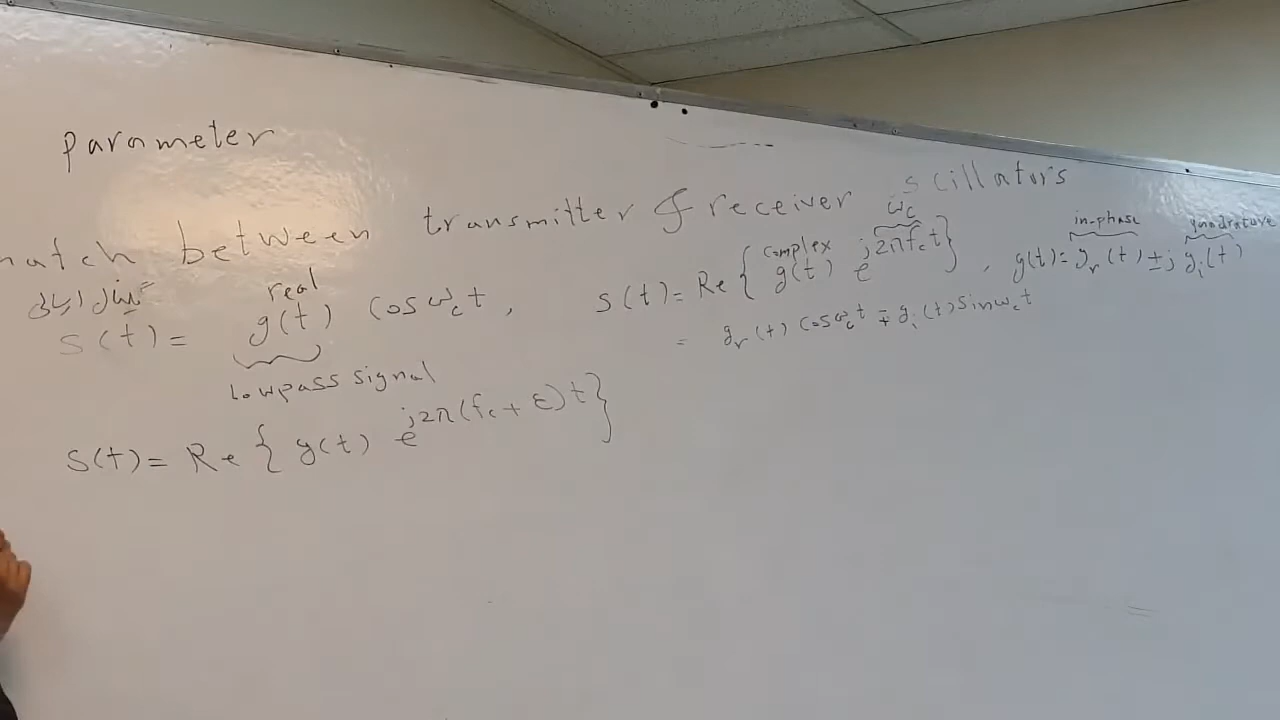 parameter
match between transmitter & receiver oscillators
real
s(t) = g(t) cos ω_c t ,
lowpass signal
complex
ω_c
s(t) = Re { g(t) e^{j2πf_c t} } , g(t) = g_r(t) ± j g_i(t)
in-phase
quadrature
= g_r(t) cos ω_c t ∓ g_i(t) sin ω_c t
s(t) = Re { g(t) e^{j2π(f_c + ε)t} }